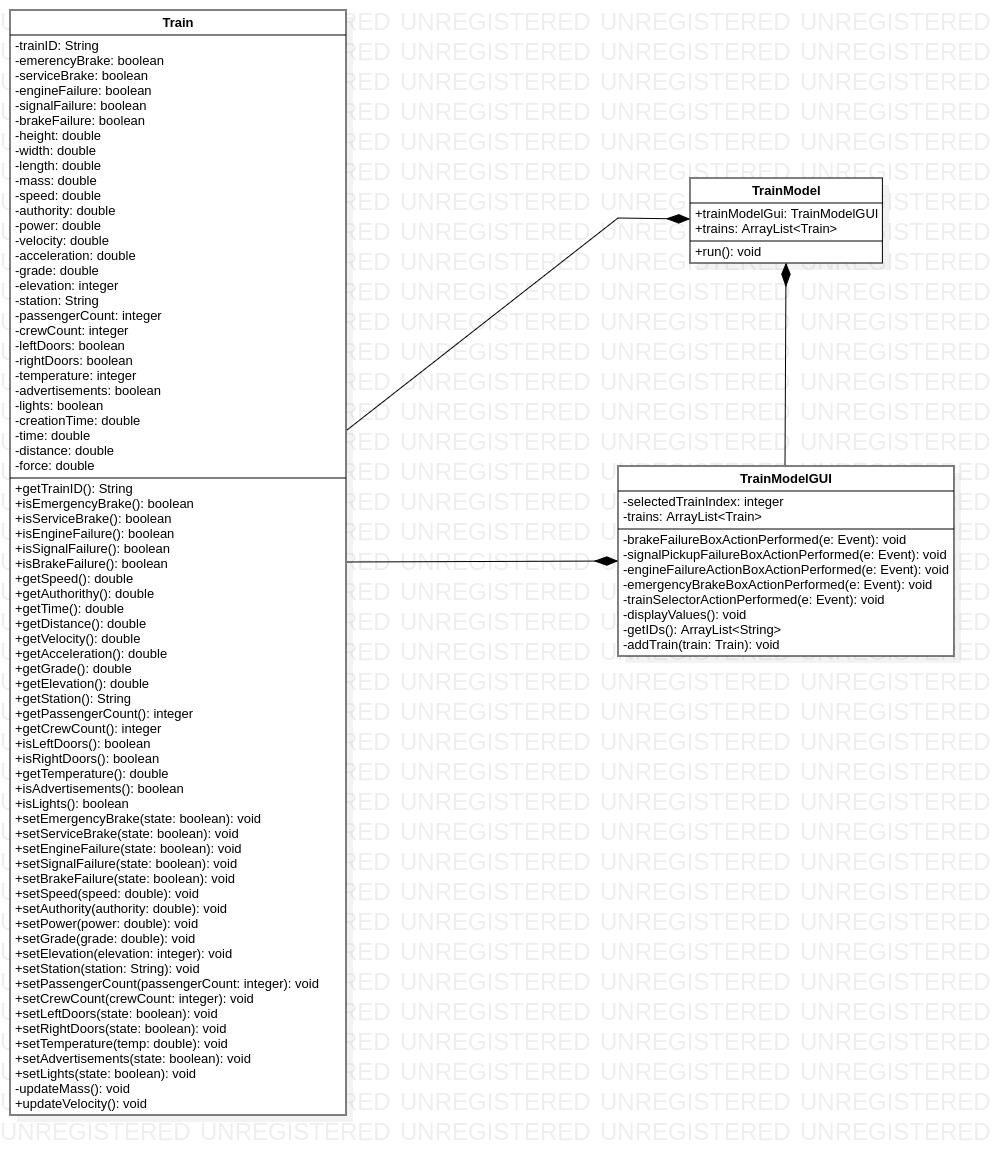 Train
-trainID: String
-emerencyBrake: boolean
-serviceBrake: boolean
-engineFailure: boolean
-signalFailure: boolean
-brakeFailure: boolean
-height: double
-width: double
-length: double
-mass: double
-speed: double
-authority: double
-power: double
-velocity: double
-acceleration: double
-grade: double
-elevation: integer
-station: String
-passengerCount: integer
-crewCount: integer
-leftDoors: boolean
-rightDoors: boolean
-temperature: integer
-advertisements: boolean
-lights: boolean
-creationTime: double
-time: double
-distance: double
-force: double
+getTrainID(): String
+isEmergencyBrake(): boolean
+isServiceBrake(): boolean
+isEngineFailure(): boolean
+isSignalFailure(): boolean
+isBrakeFailure(): boolean
+getSpeed(): double
+getAuthorithy(): double
+getTime(): double
+getDistance(): double
+getVelocity(): double
+getAcceleration(): double
+getGrade(): double
+getElevation(): double
+getStation(): String
+getPassengerCount(): integer
+getCrewCount(): integer
+isLeftDoors(): boolean
+isRightDoors(): boolean
+getTemperature(): double
+isAdvertisements(): boolean
+isLights(): boolean
+setEmergencyBrake(state: boolean): void
+setServiceBrake(state: boolean): void
+setEngineFailure(state: boolean): void
+setSignalFailure(state: boolean): void
+setBrakeFailure(state: boolean): void
+setSpeed(speed: double): void
+setAuthority(authority: double): void
+setPower(power: double): void
+setGrade(grade: double): void
+setElevation(elevation: integer): void
+setStation(station: String): void
+setPassengerCount(passengerCount: integer): void
+setCrewCount(crewCount: integer): void
+setLeftDoors(state: boolean): void
+setRightDoors(state: boolean): void
+setTemperature(temp: double): void
+setAdvertisements(state: boolean): void
+setLights(state: boolean): void
-updateMass(): void
+updateVelocity(): void
TrainModel
+trainModelGui: TrainModelGUI
+trains: ArrayList<Train>
+run(): void
TrainModelGUI
-selectedTrainIndex: integer
-trains: ArrayList<Train>
-brakeFailureBoxActionPerformed(e: Event): void
-signalPickupFailureBoxActionPerformed(e: Event): void
-engineFailureActionBoxActionPerformed(e: Event): void
-emergencyBrakeBoxActionPerformed(e: Event): void
-trainSelectorActionPerformed(e: Event): void
-displayValues(): void
-getIDs(): ArrayList<String>
-addTrain(train: Train): void
UNREGISTERED UNREGISTERED UNREGISTERED UNREGISTERED UNREGISTERED